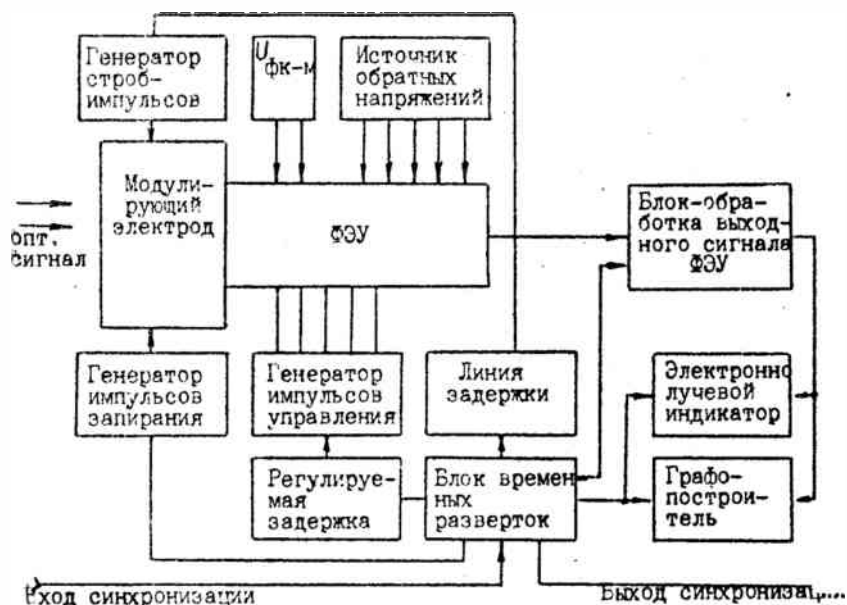 Генератор
строб-
импульсов
Uфк-м
Источник
обратных
напряжений
Модули-
рующий
электрод
опт.
сигнал
ФЭУ
Блок-обра-
ботка выход-
ного сигнала
ФЭУ
Генератор
импульсов
запирания
Генератор
импульсов
управления
Линия
задержки
Электронно
лучевой
индикатор
Регулируе-
мая
задержка
Блок времен
ных
разверток
Графо-
построи-
тель
Вход синхронизации
Выход синхронизац....